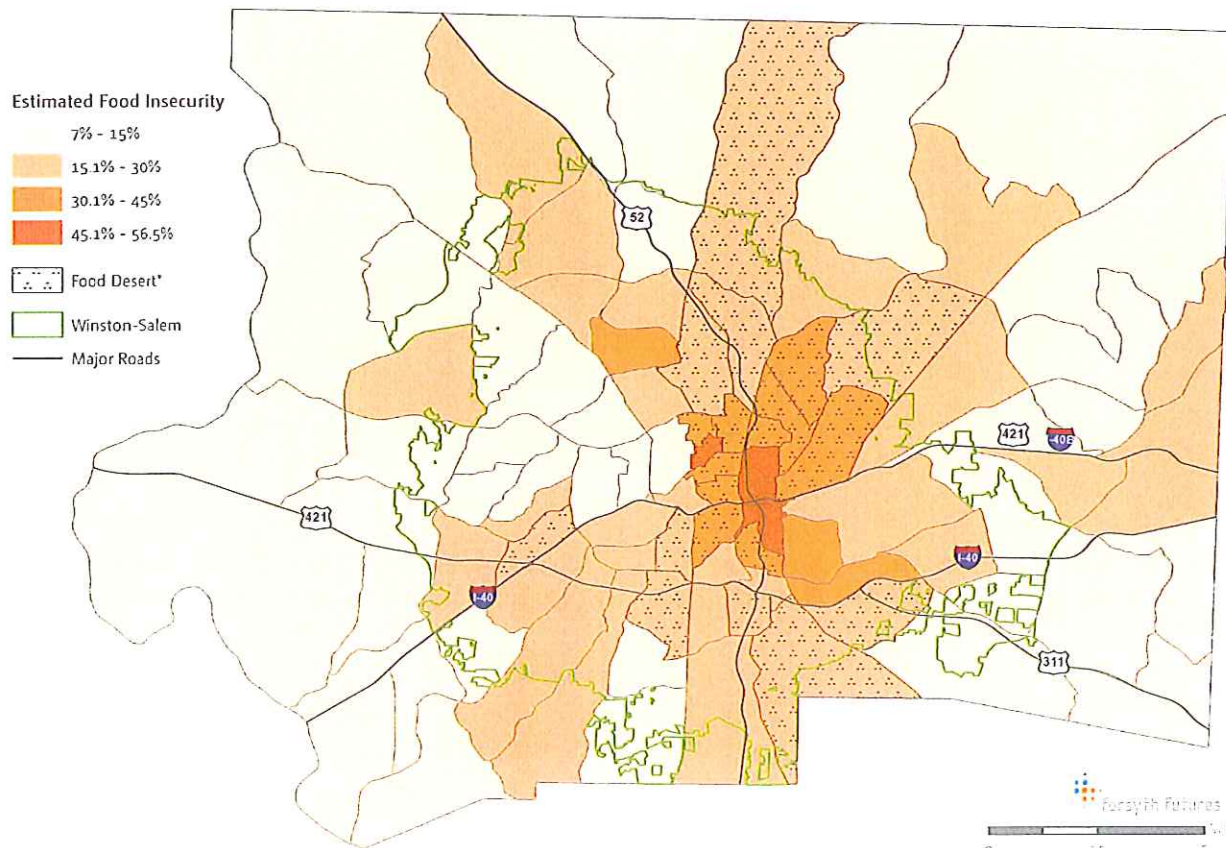 Estimated Food Insecurity
7% - 15%
15.1% - 30%
30.1% - 45%
45.1% - 56.5%
Food Desert*
Winston-Salem
Major Roads
52
421
I-40B
421
I-40
I-40
311
Forsyth Futures